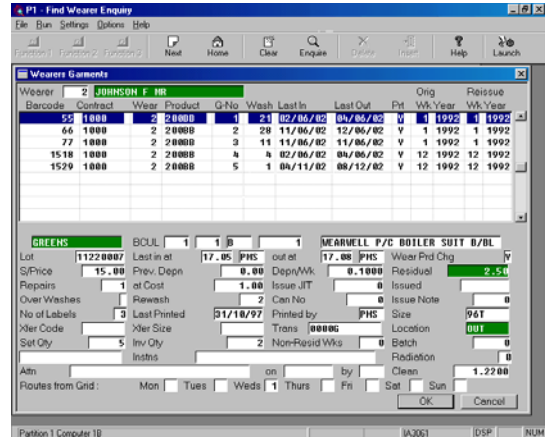 P1 - Find Wearer Enquiry
File Run Settings Options Help
Function 1 Function 2 Function 3 Next Home Clear Enquire Delete Insert Help Launch
Wearers Garments
Wearer 2 JOHNSON F MR Orig Reissue
Barcode Contract Wear Product G-No Wash Last In Last Out Prt Wk Year Wk Year
55 1000 2 200BB 1 21 02/06/02 04/06/02 Y 1 1992 1 1992
66 1000 2 200BB 2 28 11/06/02 12/06/02 Y 1 1992 1 1992
77 1000 2 200BB 3 11 11/06/02 11/06/02 Y 1 1992 1 1992
1518 1000 2 200BB 4 4 02/06/02 04/06/02 Y 12 1992 12 1992
1529 1000 2 200BB 5 1 04/11/02 08/12/02 Y 12 1992 12 1992
GREENS BCUL 1 1 B 1 WEARWELL P/C BOILER SUIT B/BL
Lot 11220007 Last in at 17.05 PMS out at 17.08 PMS Wear Prd Chg Y
S/Price 15.00 Prev. Depn 0.00 Depn/Wk 0.1000 Residual 2.50
Repairs 1 at Cost 1.00 Issue JIT 0 Issued 0
Over Washes Rewash 2 Can No 0 Issue Note 0
No of Labels 3 Last Printed 31/10/97 Printed by PHS Size 96T
Xfer Code Xfer Size Trans 0000G Location OUT
Set Qty 5 Inv Qty 2 Non-Resid Wks 0 Batch 0
Instns Radiation 0
Attn on by Clean 1.2200
Routes from Grid : Mon Tues Weds 1 Thurs Fri Sat Sun
OK Cancel
Partition 1 Computer 1B IA3061 DSP NUM